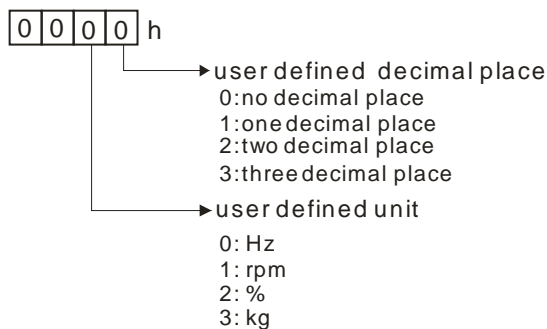 0 0 0 0 h
user defined decimal place
0:no decimal place
1:one decimal place
2:two decimal place
3:three decimal place
user defined unit
0: Hz
1: rpm
2: %
3: kg